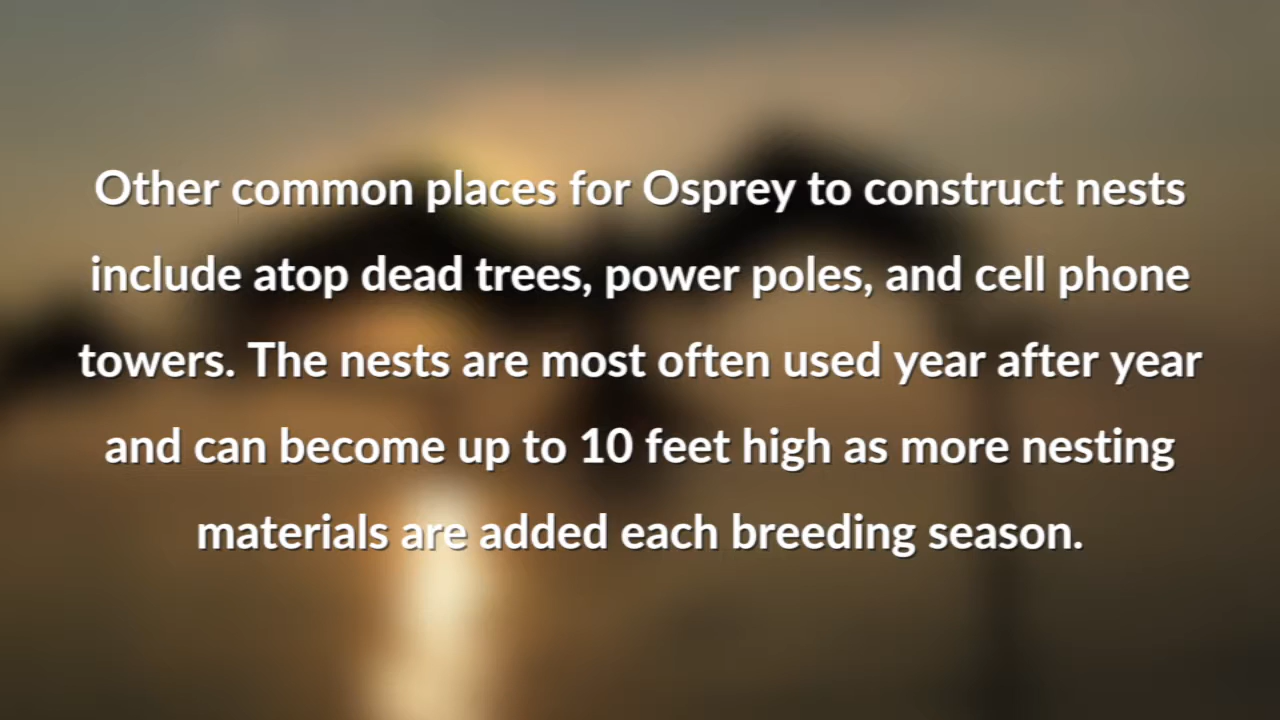 Other common places for Osprey to construct nests
include atop dead trees, power poles, and cell phone
towers. The nests are most often used year after year
and can become up to 10 feet high as more nesting
materials are added each breeding season.